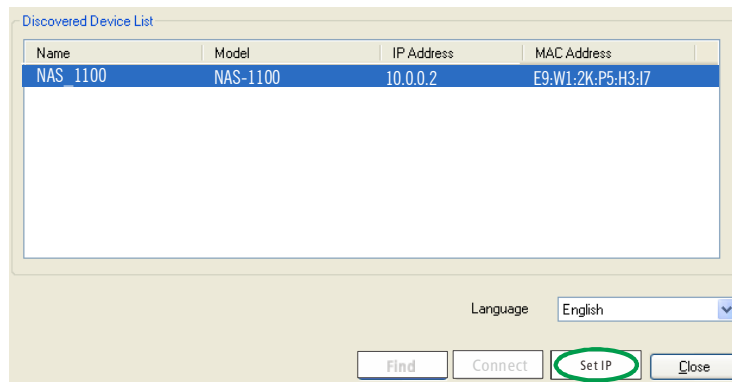 Discovered Device List
Name Model IP Address MAC Address
NAS_1100 NAS-1100 10.0.0.2 E9:W1:2K:P5:H3:I7
Language English
Find Connect Set IP Close